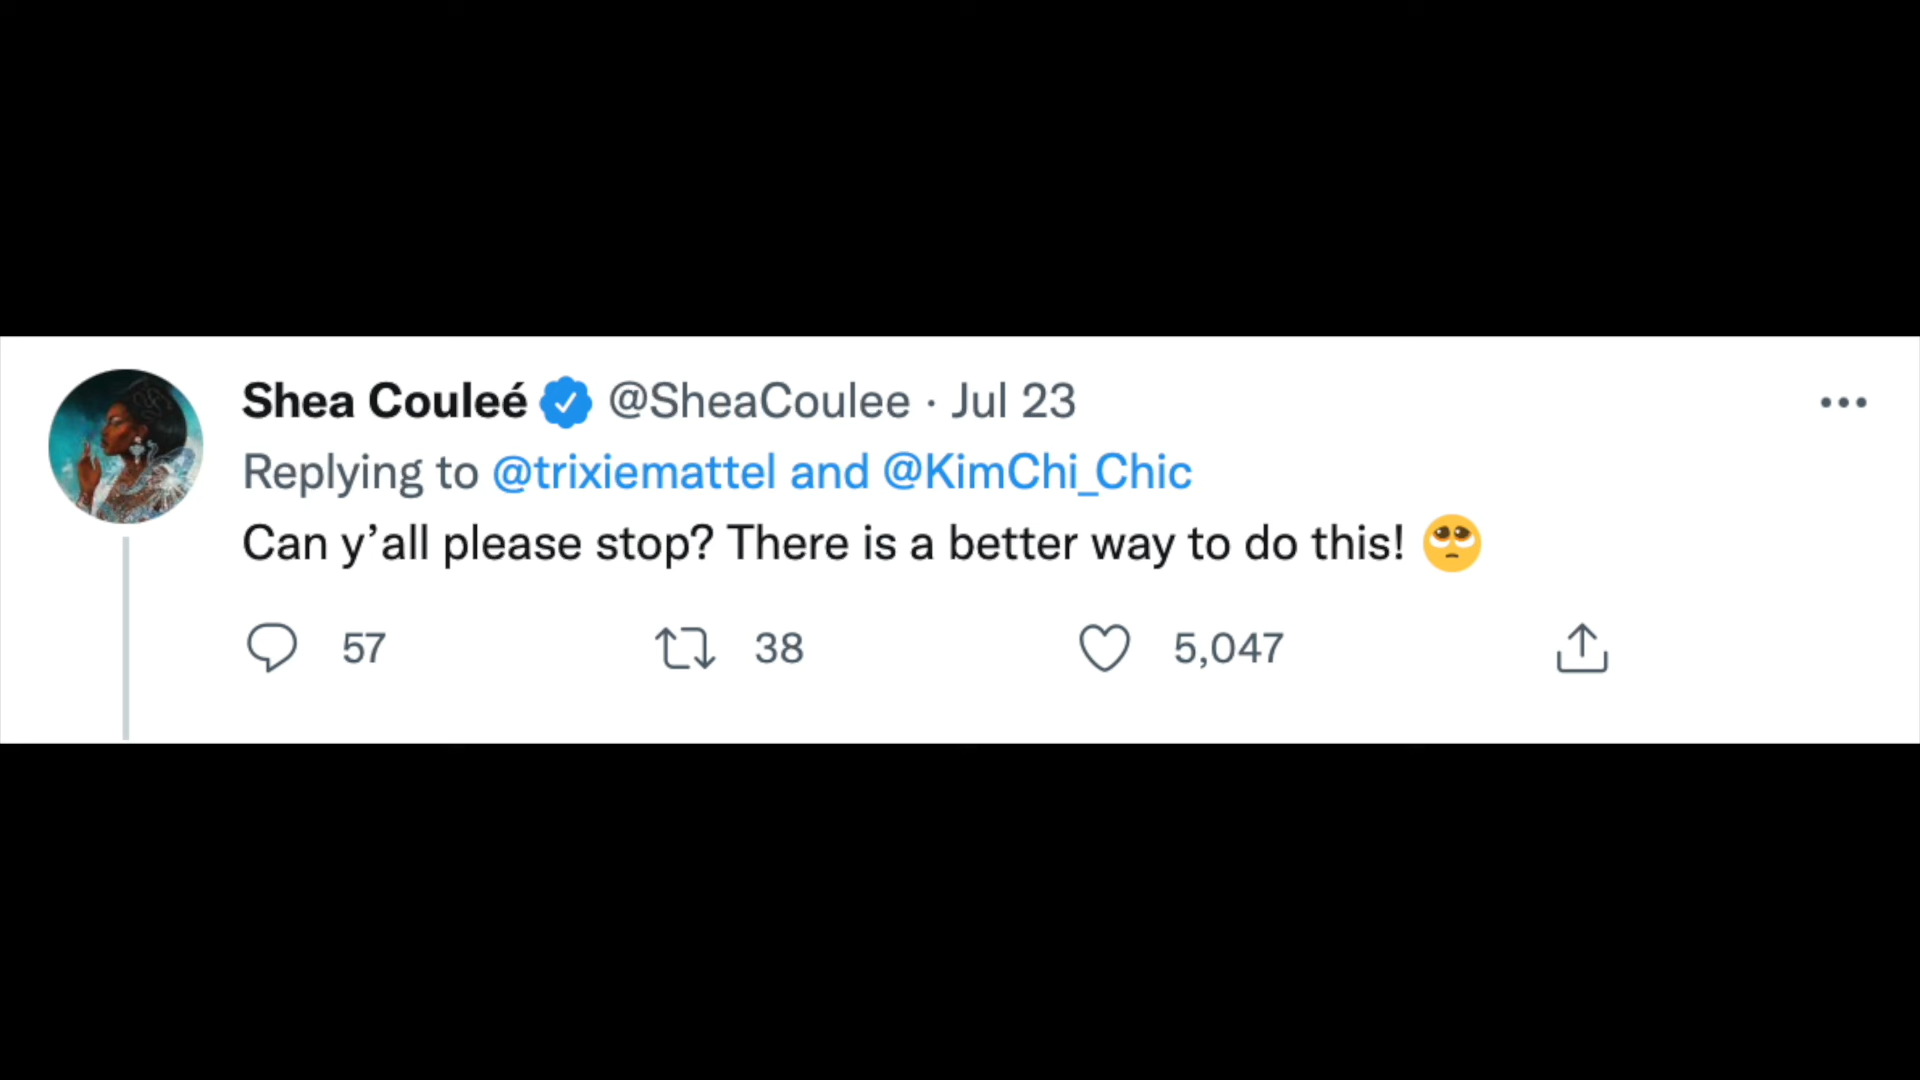 Shea Couleé @SheaCoulee · Jul 23
Replying to @trixiemattel and @KimChi_Chic
Can y’all please stop? There is a better way to do this! 🥺
57 38 5,047